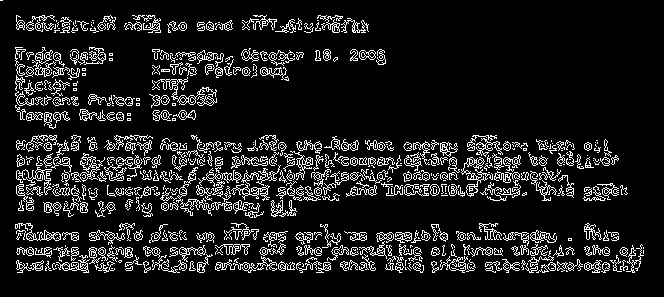 Acquisition news to send XTPT flying!!!
Trade Date: Thursday, October 18, 2006
Company: X-Tra Petroleum
Ticker: XTPT
Current Price: $0.0035
Target Price: $0.04
Here is a brand new entry into the Red Hot energy sector. With oil
prices at record levels these small companies are poised to deliver
HUGE profits. With a combination of solid, proven management,
Extremely Lucrative business sector, and INCREDIBLE news, this stock
is going to fly on Thursday !!!
Members should pick up XTPT as early as possible on Thursday . This
news is going to send XTPT off the charts! We all know that in the oil
business it's the big announcements that make these stocks explode!!!